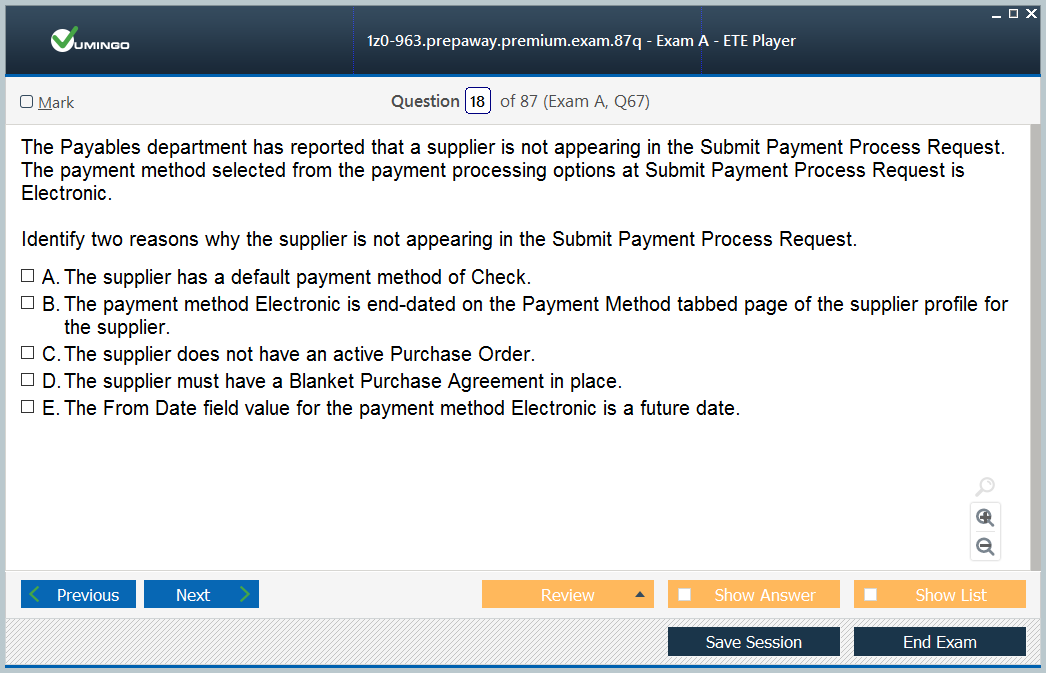 VUMINGO
1z0-963.prepaway.premium.exam.87q - Exam A - ETE Player
Mark
Question 18 of 87 (Exam A, Q67)
The Payables department has reported that a supplier is not appearing in the Submit Payment Process Request.
The payment method selected from the payment processing options at Submit Payment Process Request is
Electronic.
Identify two reasons why the supplier is not appearing in the Submit Payment Process Request.
A. The supplier has a default payment method of Check.
B. The payment method Electronic is end-dated on the Payment Method tabbed page of the supplier profile for
the supplier.
C. The supplier does not have an active Purchase Order.
D. The supplier must have a Blanket Purchase Agreement in place.
E. The From Date field value for the payment method Electronic is a future date.
Previous Next Review Show Answer Show List
Save Session End Exam